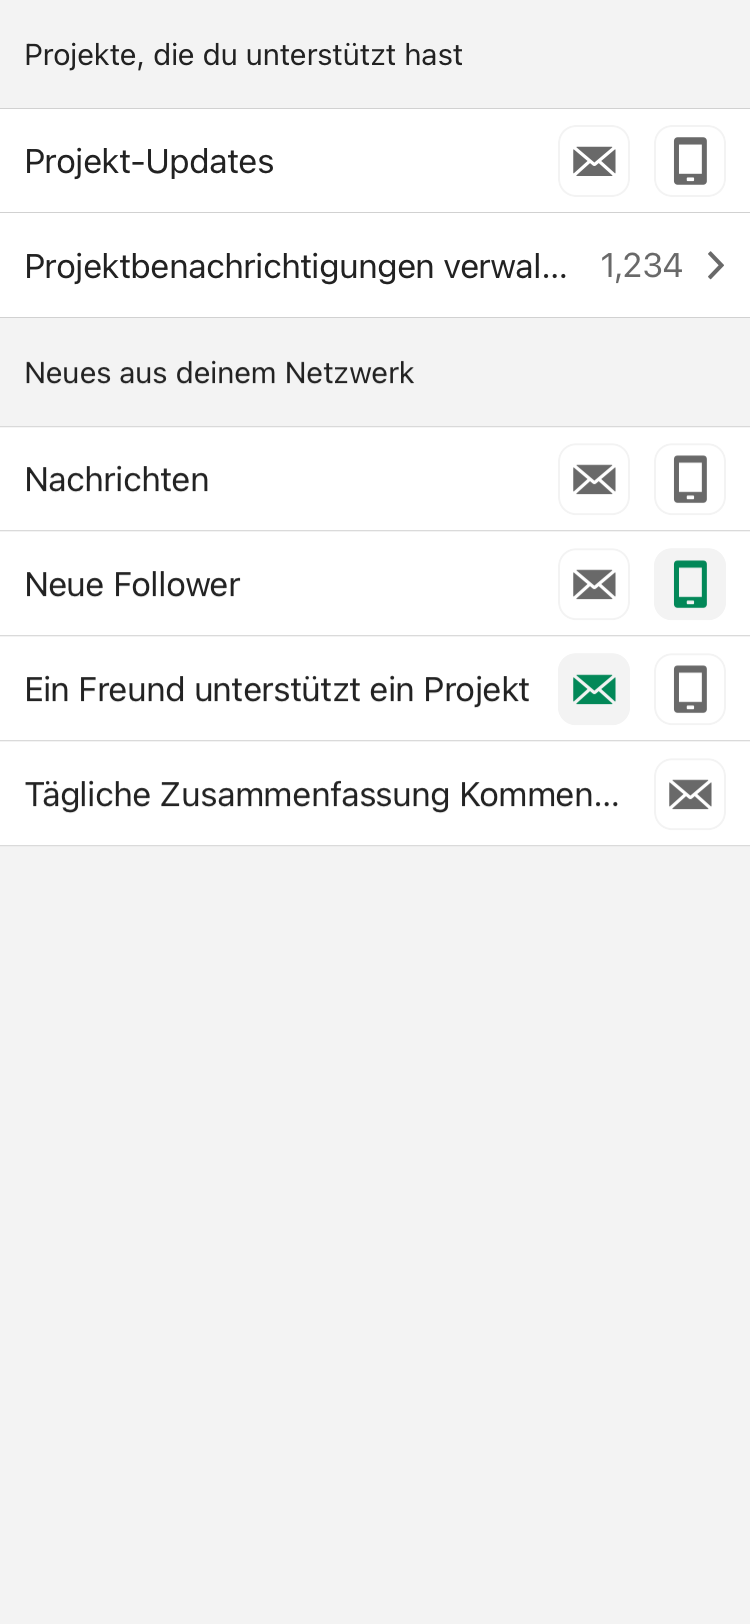 Projekte, die du unterstützt hast
Projekt-Updates
Projektbenachrichtigungen verwal... 1,234
Neues aus deinem Netzwerk
Nachrichten
Neue Follower
Ein Freund unterstützt ein Projekt
Tägliche Zusammenfassung Kommen...